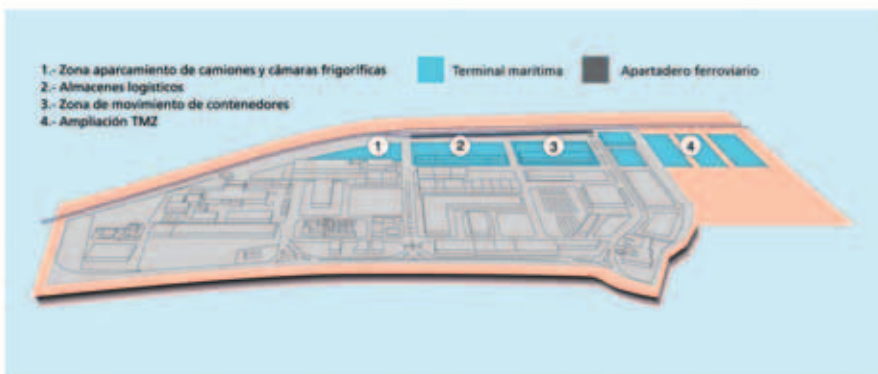 1.- Zona aparcamiento de camiones y cámaras frigoríficas
2.- Almacenes logísticos
3.- Zona de movimiento de contenedores
4.- Ampliación TMZ
Terminal marítima
Apartadero ferroviario
1
2
3
4